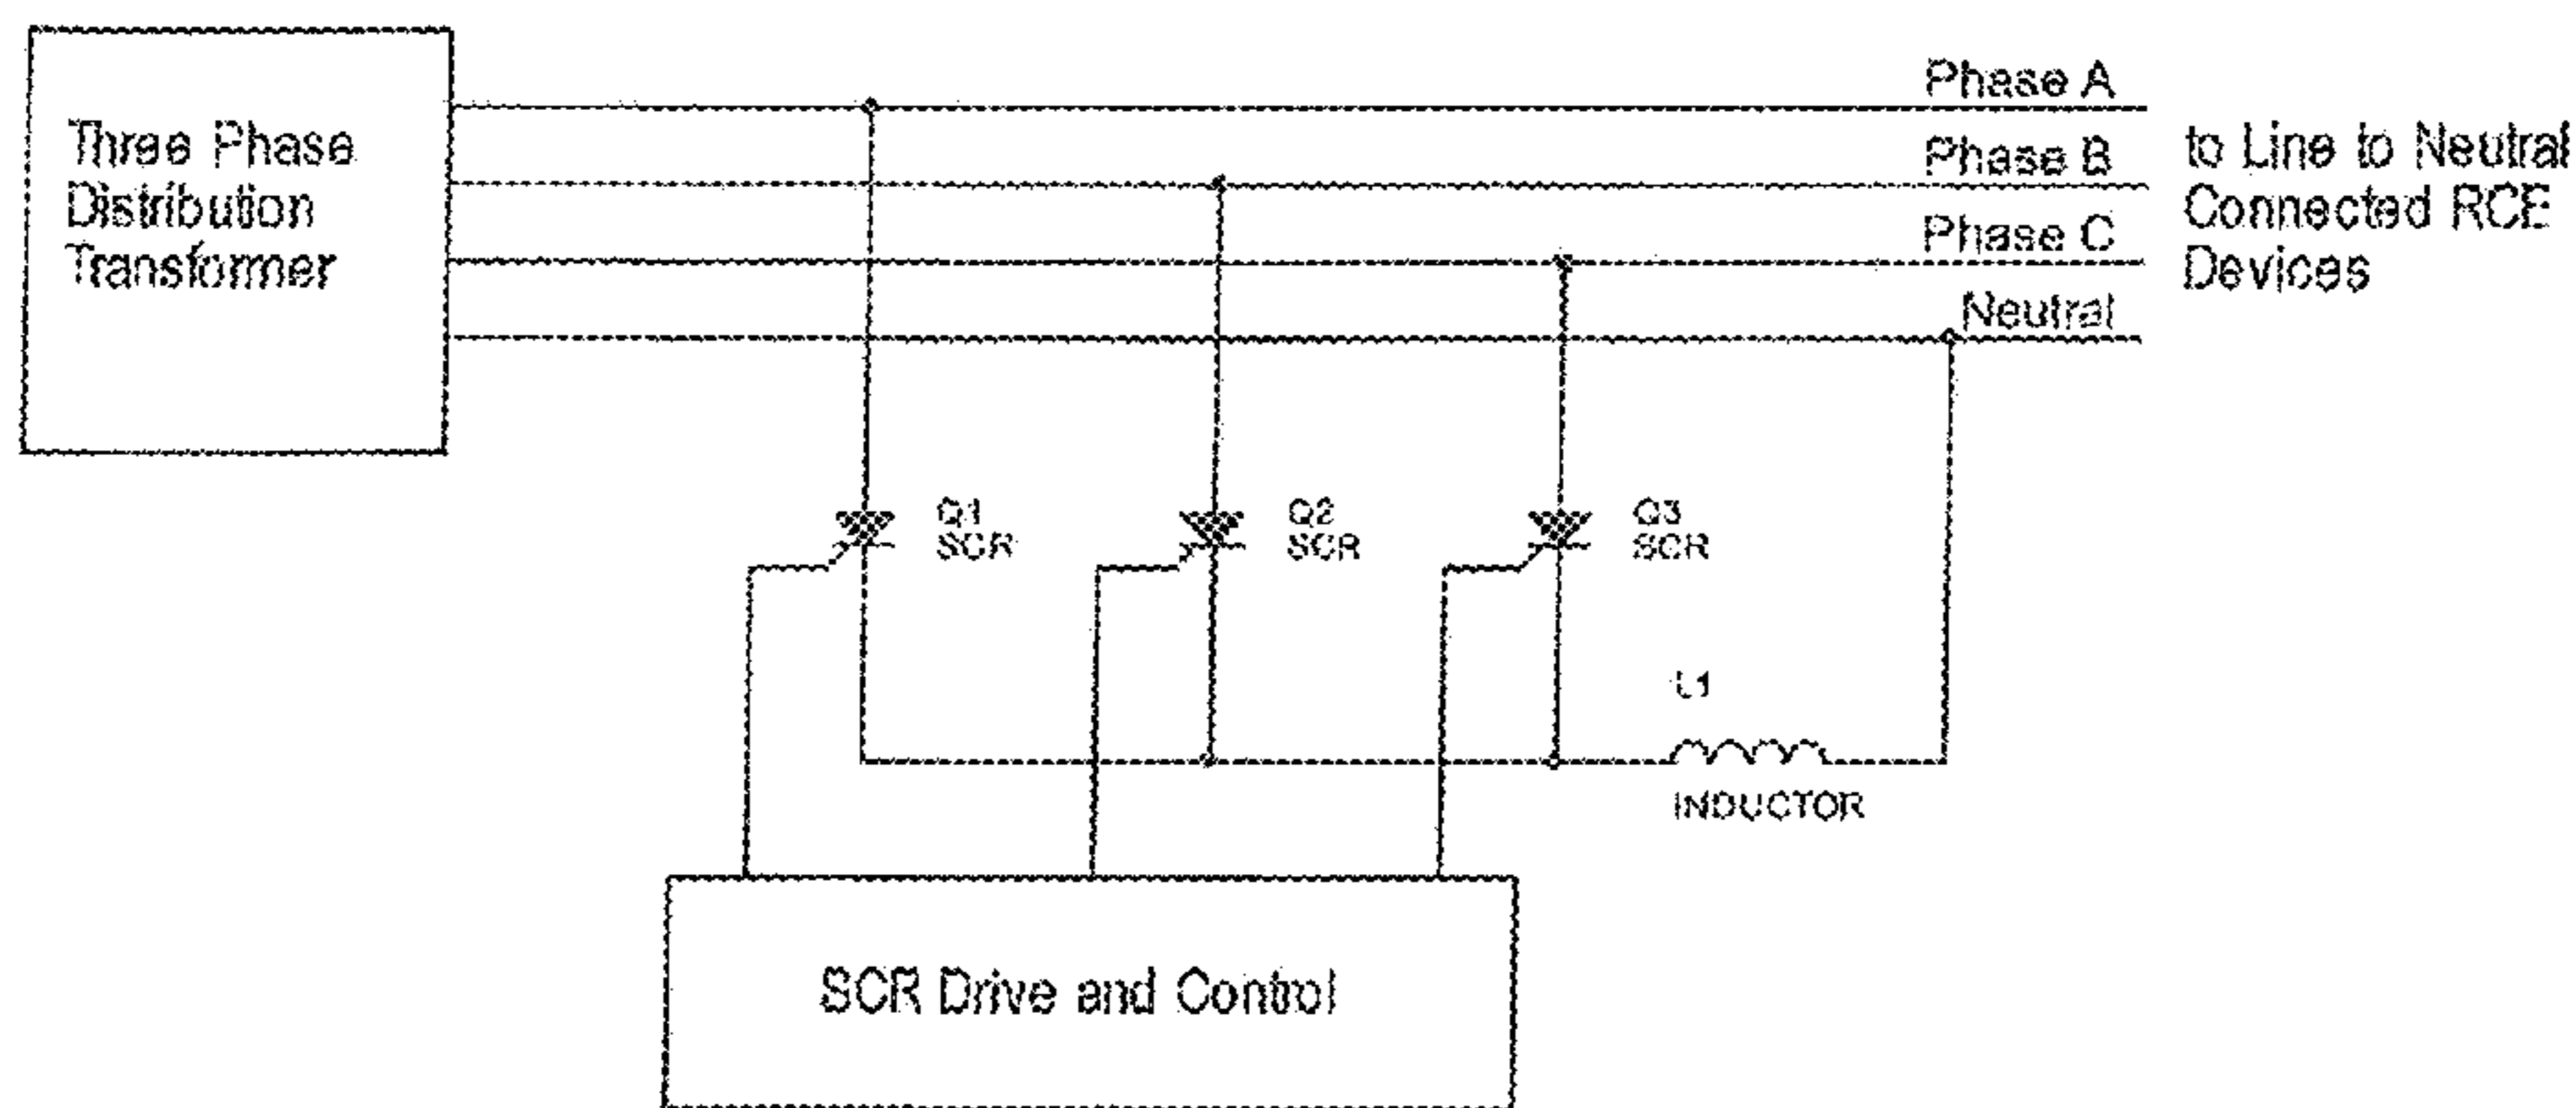 Three Phase
Distribution
Transformer
Phase A
Phase B
Phase C
Neutral
to Line to Neutral
Connected RCE
Devices
Q1
SCR
Q2
SCR
Q3
SCR
L1
INDUCTOR
SCR Drive and Control